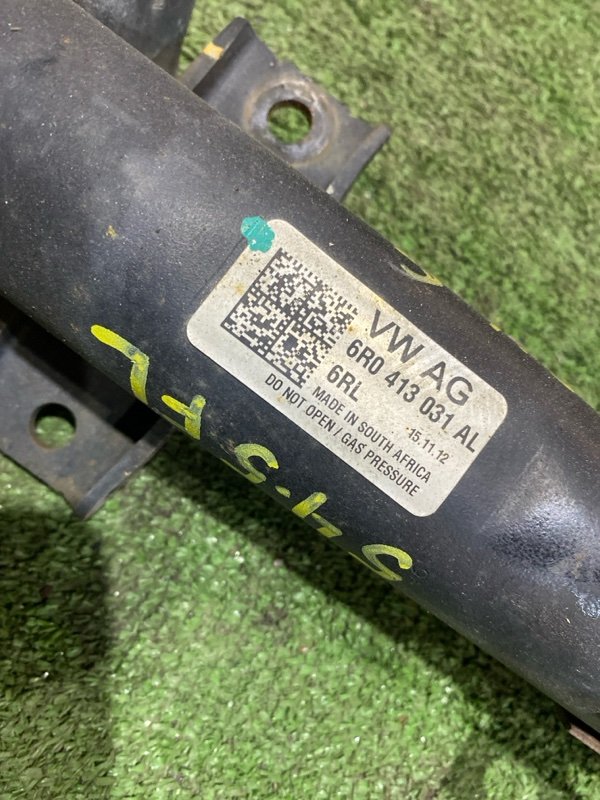 VW AG
6R0 413 031 AL
6RL 15.11.12
MADE IN SOUTH AFRICA
DO NOT OPEN / GAS PRESSURE